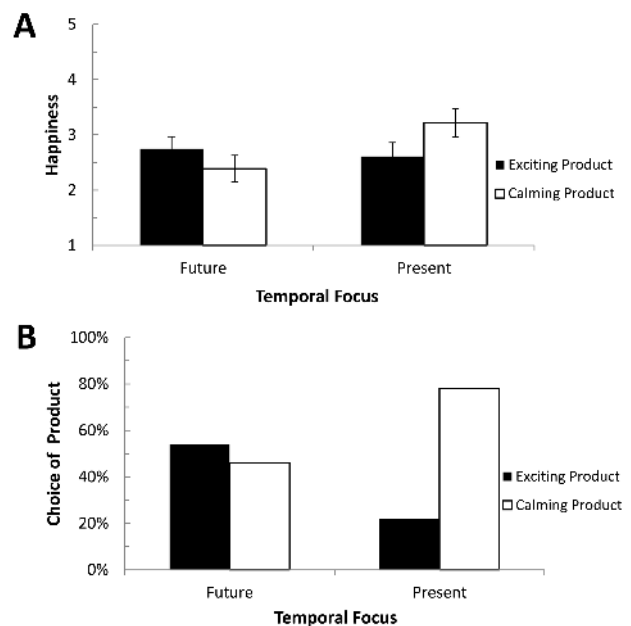 A
5
4
3
2
1
Happiness
Exciting Product
Calming Product
Future
Present
Temporal Focus
B
100%
80%
60%
40%
20%
0%
Choice of Product
Exciting Product
Calming Product
Future
Present
Temporal Focus